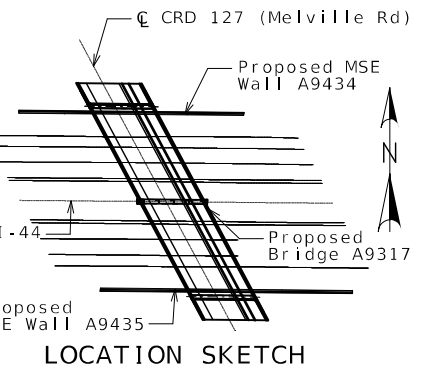 ℄ CRD 127 (Melville Rd)
Proposed MSE
Wall A9434
N
I-44
Proposed
Bridge A9317
oposed
E Wall A9435
LOCATION SKETCH